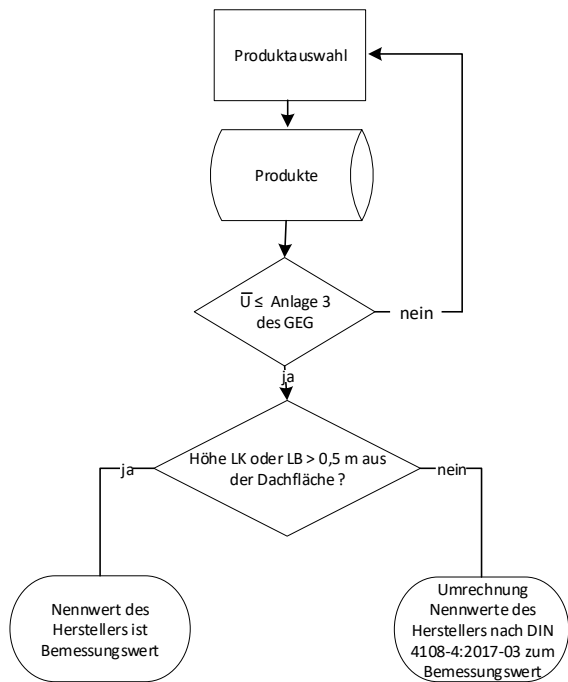 Produktauswahl
Produkte
U̅ ≤ Anlage 3
des GEG
nein
ja
Höhe LK oder LB > 0,5 m aus
der Dachfläche ?
ja
nein
Nennwert des
Herstellers ist
Bemessungswert
Umrechnung
Nennwerte des
Herstellers nach DIN
4108-4:2017-03 zum
Bemessungswert